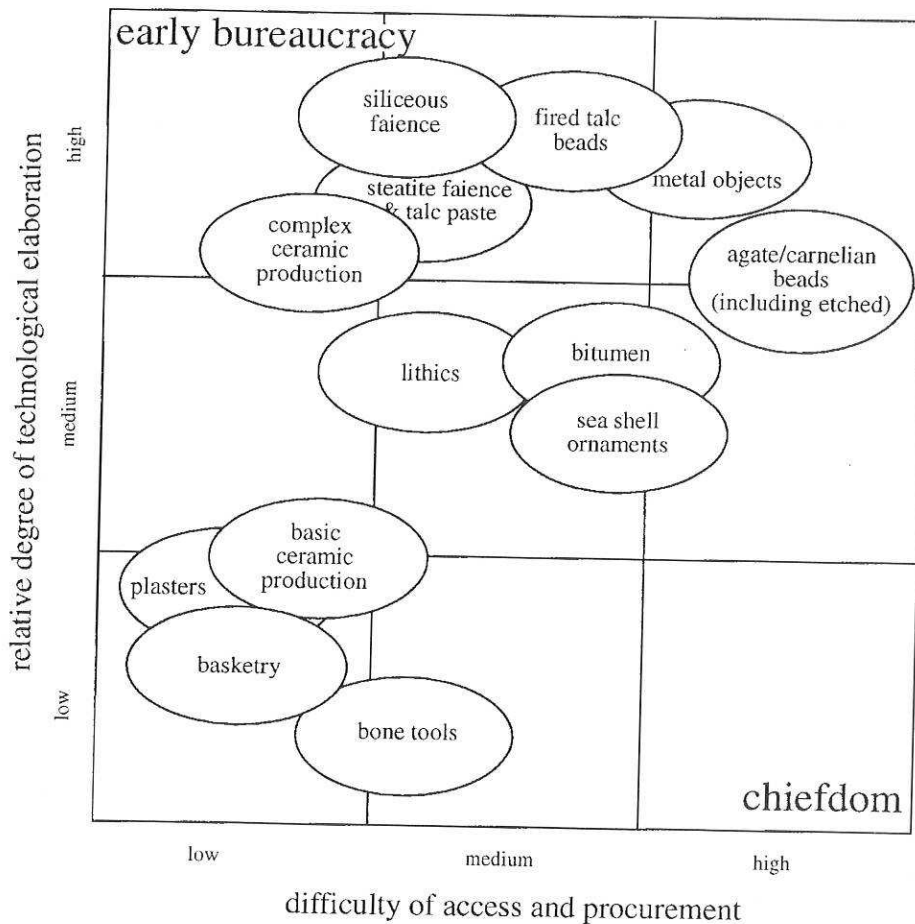 early bureaucracy
siliceous
faience
fired talc
beads
metal objects
steatite faience
& talc paste
complex
ceramic
production
agate/carnelian
beads
(including etched)
lithics
bitumen
sea shell
ornaments
basic
ceramic
production
plasters
basketry
bone tools
chiefdom
relative degree of technological elaboration
high
medium
low
low
medium
high
difficulty of access and procurement